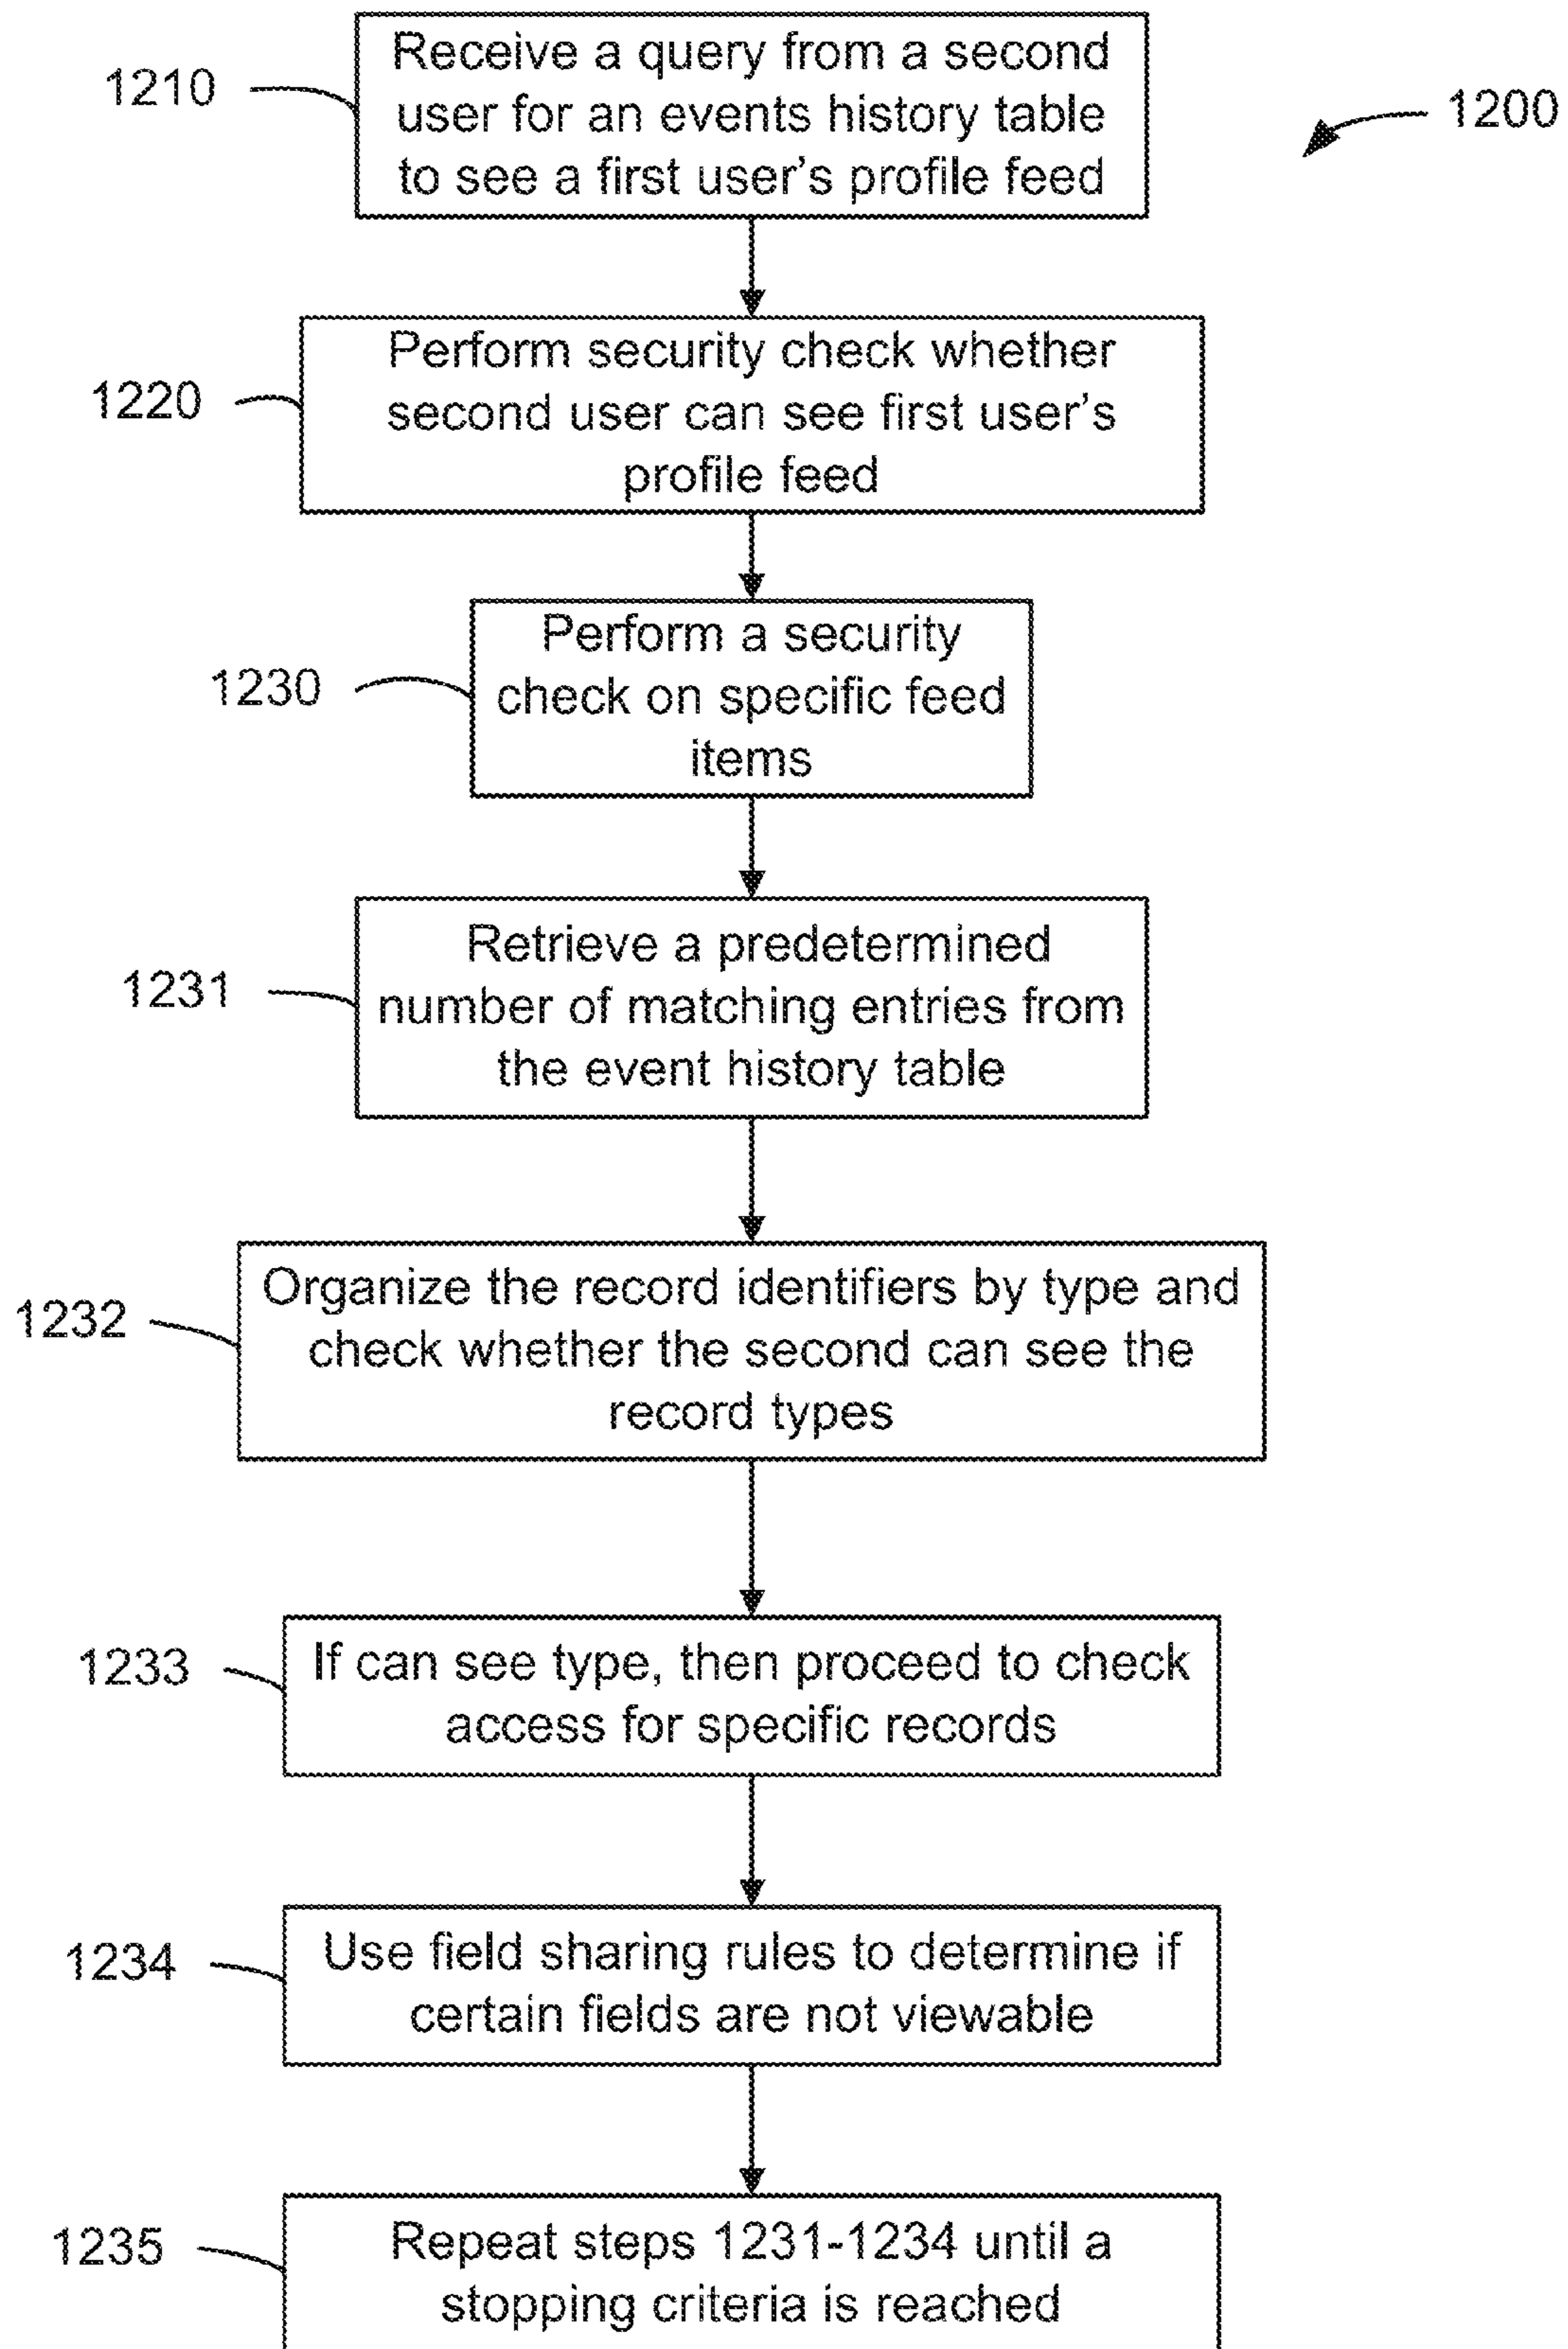 1200
1210
Receive a query from a second
user for an events history table
to see a first user's profile feed
1220
Perform security check whether
second user can see first user's
profile feed
1230
Perform a security
check on specific feed
items
1231
Retrieve a predetermined
number of matching entries from
the event history table
1232
Organize the record identifiers by type and
check whether the second can see the
record types
1233
If can see type, then proceed to check
access for specific records
1234
Use field sharing rules to determine if
certain fields are not viewable
1235
Repeat steps 1231-1234 until a
stopping criteria is reached